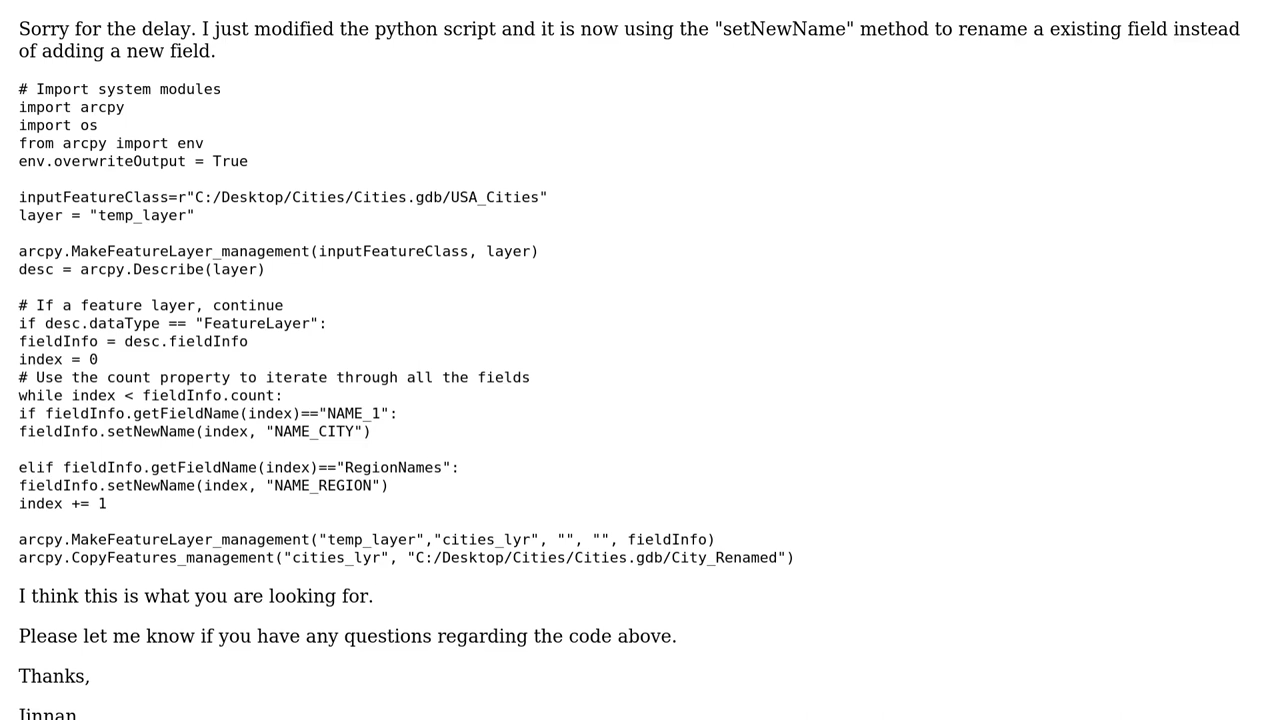 Sorry for the delay. I just modified the python script and it is now using the "setNewName" method to rename a existing field instead
of adding a new field.
# Import system modules
import arcpy
import os
from arcpy import env
env.overwriteOutput = True
inputFeatureClass=r"C:/Desktop/Cities/Cities.gdb/USA_Cities"
layer = "temp_layer"
arcpy.MakeFeatureLayer_management(inputFeatureClass, layer)
desc = arcpy.Describe(layer)
# If a feature layer, continue
if desc.dataType == "FeatureLayer":
fieldInfo = desc.fieldInfo
index = 0
# Use the count property to iterate through all the fields
while index < fieldInfo.count:
if fieldInfo.getFieldName(index)=="NAME_1":
fieldInfo.setNewName(index, "NAME_CITY")
elif fieldInfo.getFieldName(index)=="RegionNames":
fieldInfo.setNewName(index, "NAME_REGION")
index += 1
arcpy.MakeFeatureLayer_management("temp_layer","cities_lyr", "", "", fieldInfo)
arcpy.CopyFeatures_management("cities_lyr", "C:/Desktop/Cities/Cities.gdb/City_Renamed")
I think this is what you are looking for.
Please let me know if you have any questions regarding the code above.
Thanks,
Jinnan